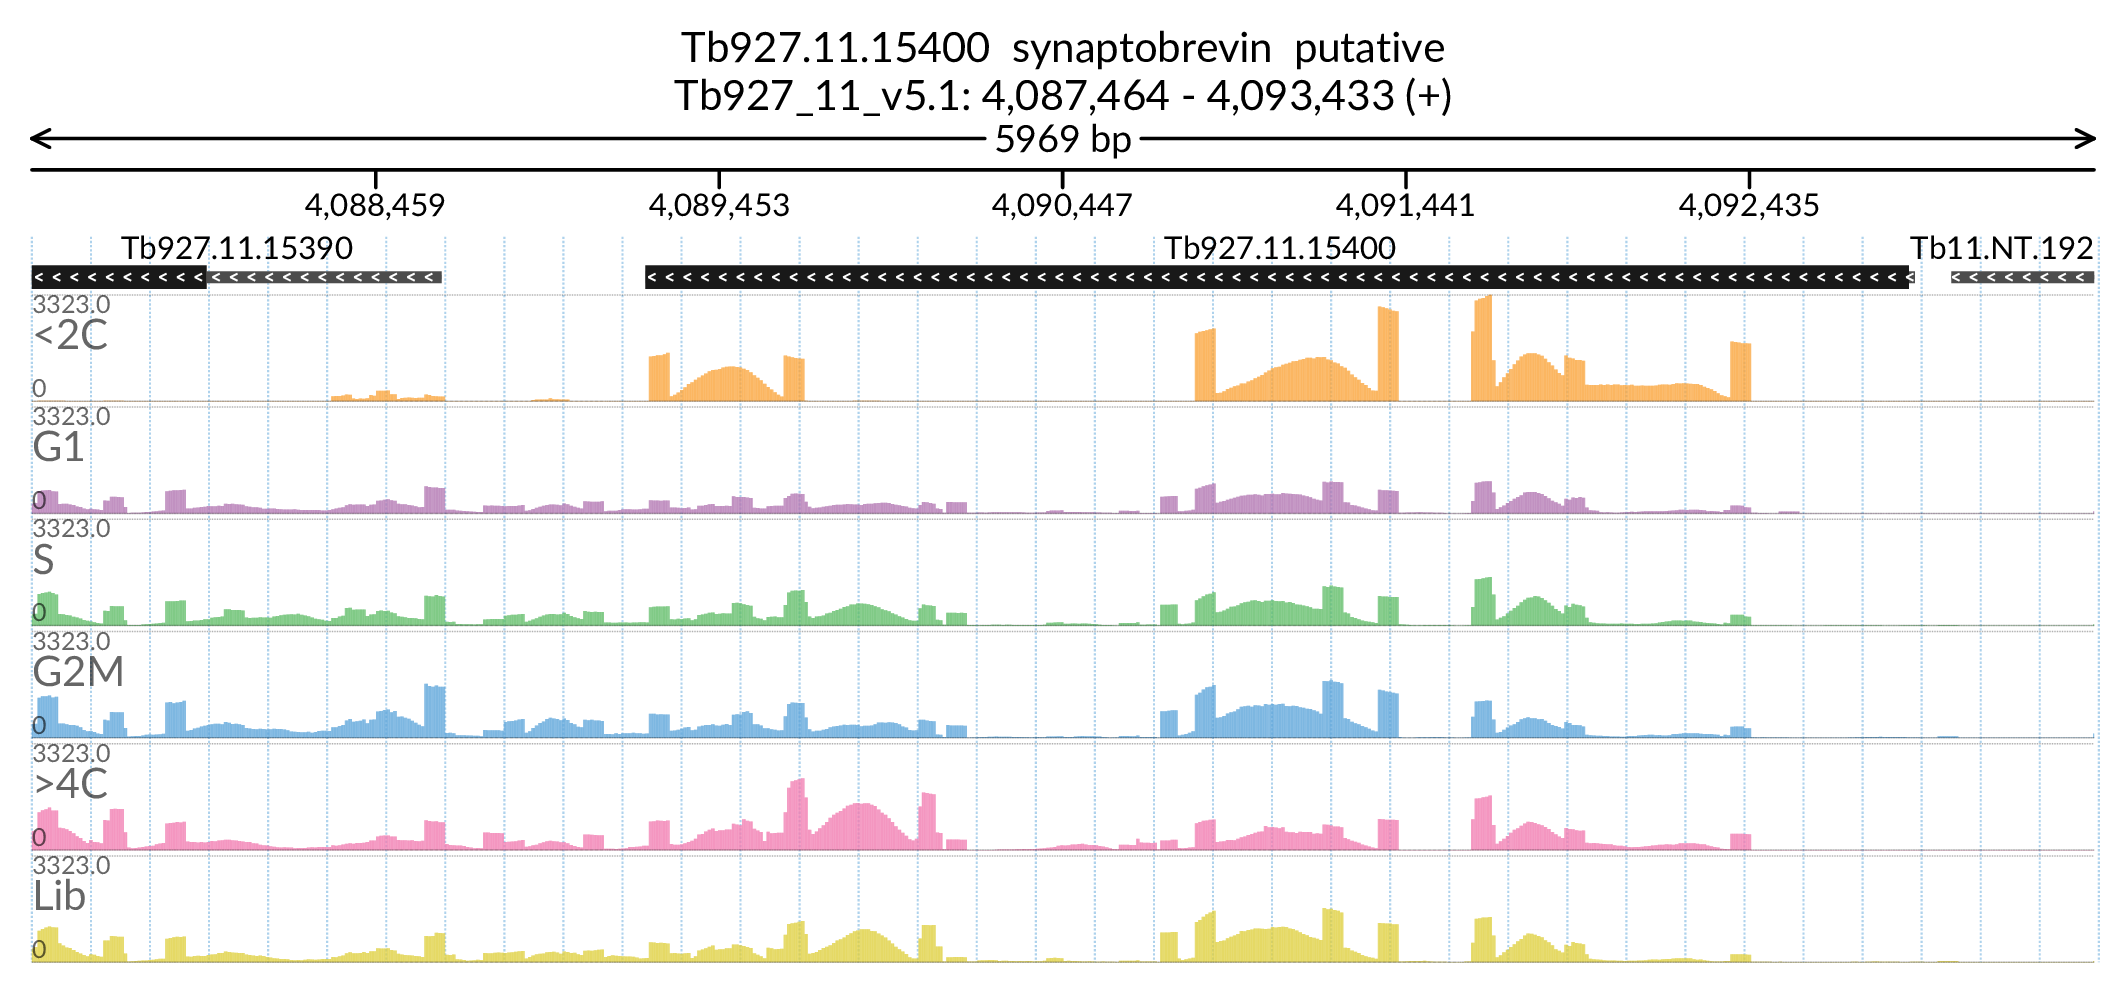 Tb927.11.15400 synaptobrevin putative
Tb927_11_v5.1: 4,087,464 - 4,093,433 (+)
5969 bp
4,088,459 4,089,453 4,090,447 4,091,441 4,092,435
Tb927.11.15390 Tb927.11.15400 Tb11.NT.192
3323.0
<2C
0
3323.0
G1
0
3323.0
S
0
3323.0
G2M
0
3323.0
>4C
0
3323.0
Lib
0